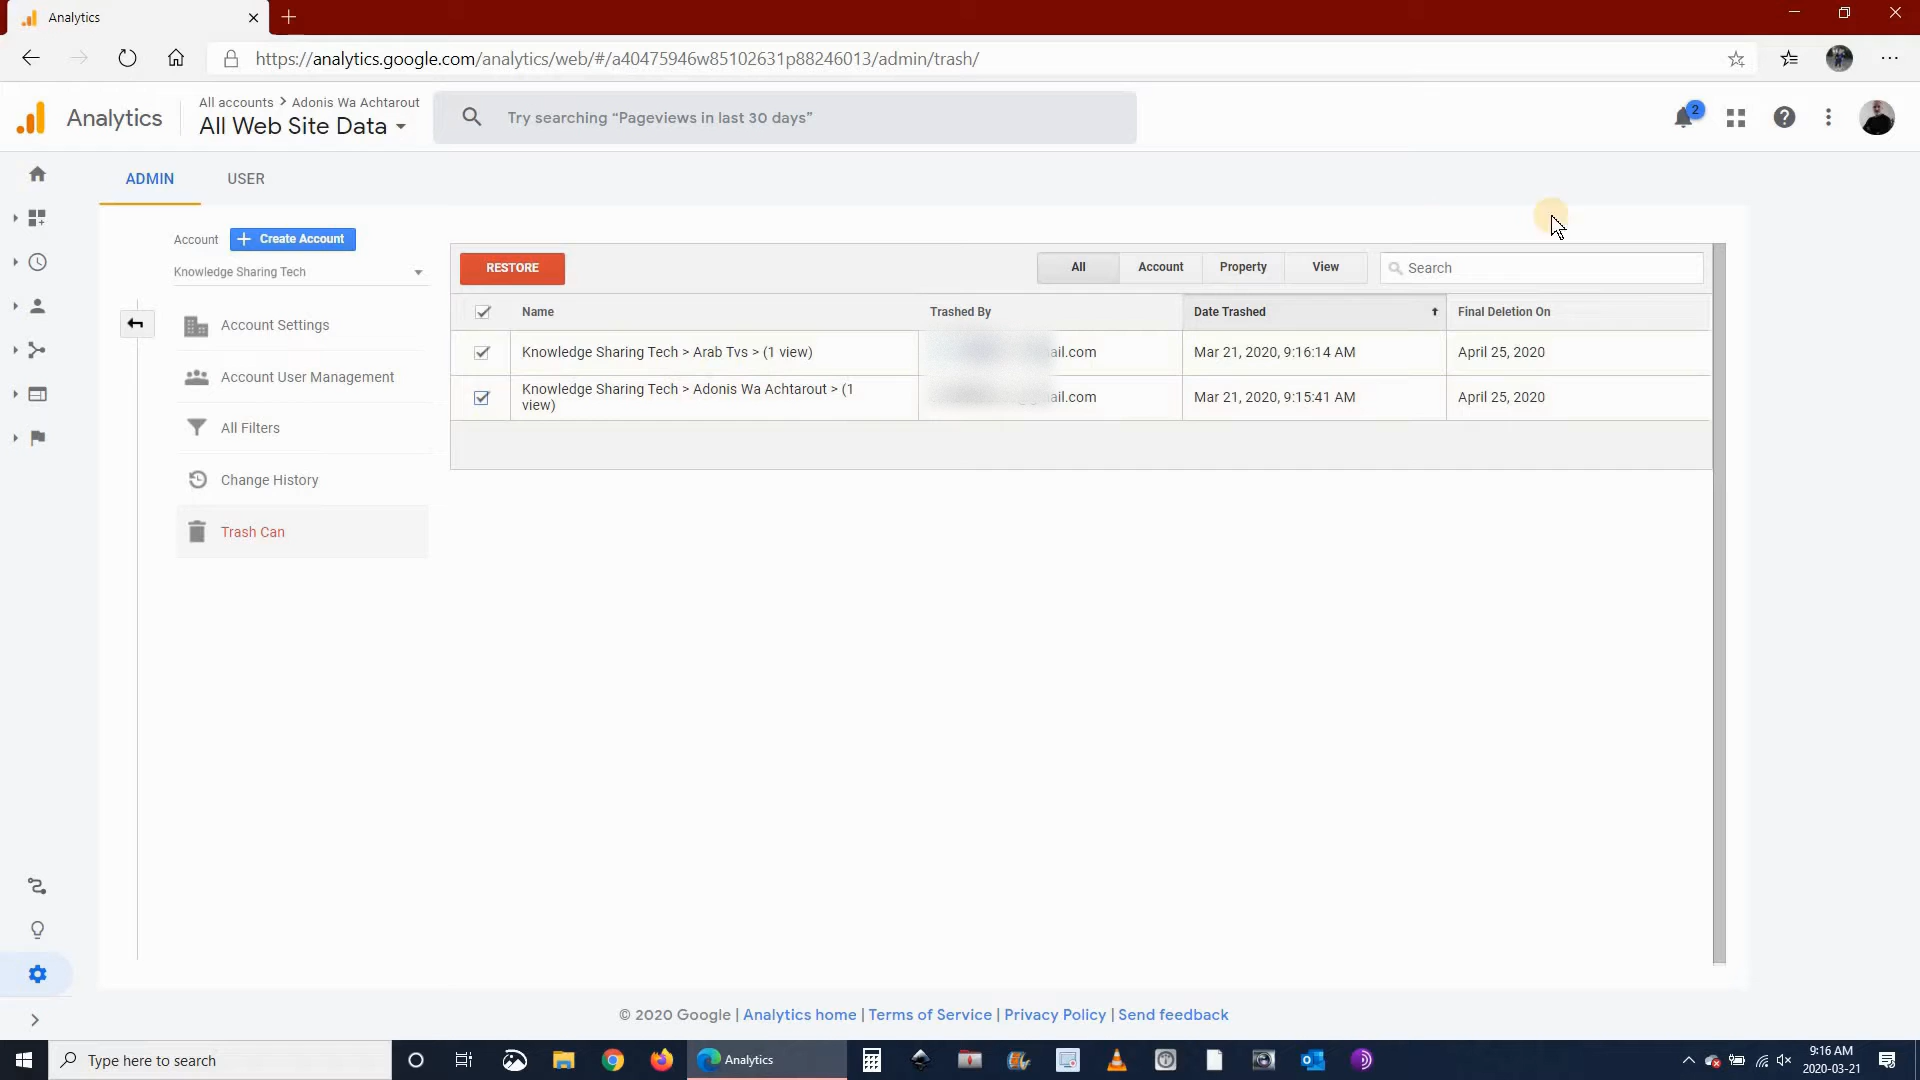 Analytics
https://analytics.google.com/analytics/web/#/a40475946w85102631p88246013/admin/trash/
Analytics
All accounts > Adonis Wa Achtarout
All Web Site Data
Try searching “Pageviews in last 30 days”
2
ADMIN
USER
Account
+ Create Account
Knowledge Sharing Tech
Account Settings
Account User Management
All Filters
Change History
Trash Can
RESTORE
All
Account
Property
View
Search
Name
Trashed By
Date Trashed
Final Deletion On
Knowledge Sharing Tech > Arab Tvs > (1 view)
ail.com
Mar 21, 2020, 9:16:14 AM
April 25, 2020
Knowledge Sharing Tech > Adonis Wa Achtarout > (1
view)
ail.com
Mar 21, 2020, 9:15:41 AM
April 25, 2020
© 2020 Google | Analytics home | Terms of Service | Privacy Policy | Send feedback
Type here to search
Analytics
9:16 AM
2020-03-21